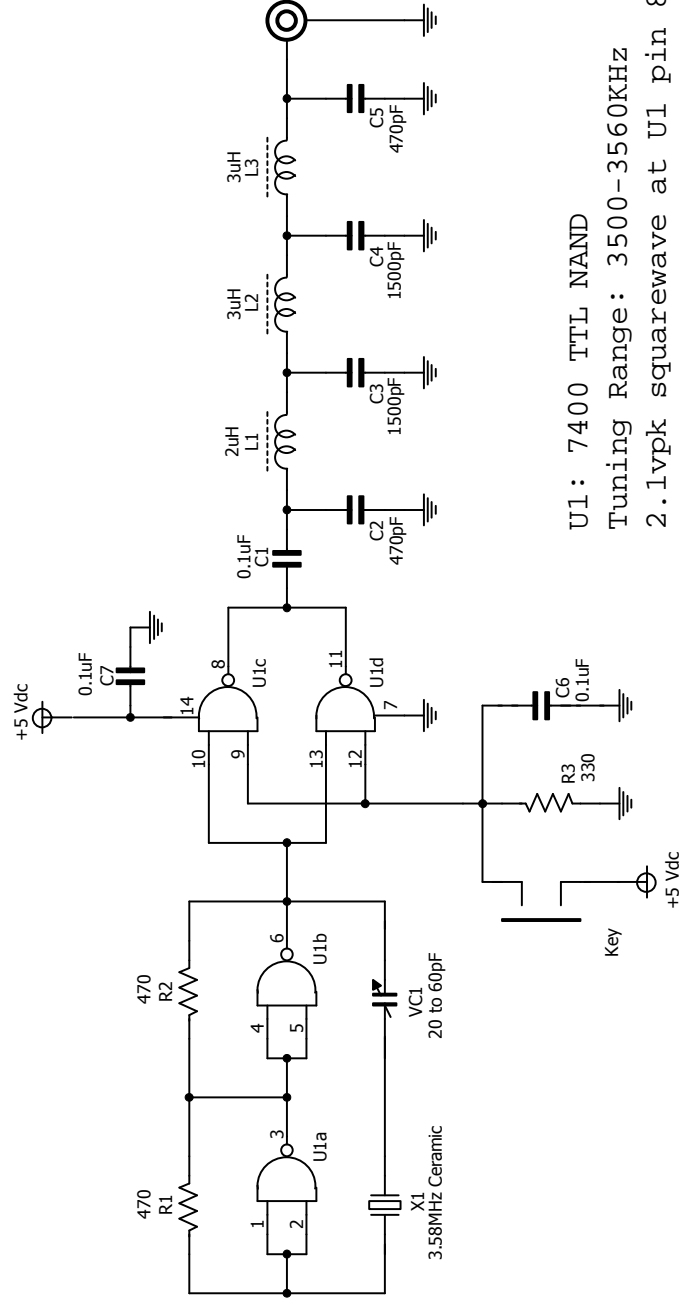 470
R1
470
R2
1
2
3
U1a
4
5
6
U1b
X1
3.58MHz Ceramic
VC1
20 to 60pF
+5 Vdc
0.1uF
C7
14
10
9
8
U1c
13
12
11
U1d
7
Key
+5 Vdc
R3
330
C6
0.1uF
0.1uF
C1
C2
470pF
2uH
L1
C3
1500pF
3uH
L2
C4
1500pF
3uH
L3
C5
470pF
U1: 7400 TTL NAND
Tuning Range: 3500-3560KHz
2.1vpk squarewave at U1 pin 8